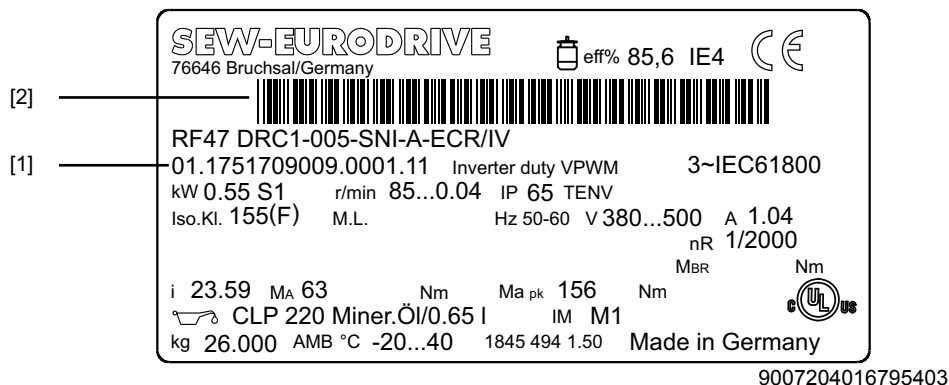 SEW-EURODRIVE eff% 85,6 IE4 CE
76646 Bruchsal/Germany
[2]
RF47 DRC1-005-SNI-A-ECR/IV
[1] 01.1751709009.0001.11 Inverter duty VPWM 3~IEC61800
kW 0.55 S1 r/min 85...0.04 IP 65 TENV
Iso.Kl. 155(F) M.L. Hz 50-60 V 380...500 A 1.04
nR 1/2000
MBR Nm
i 23.59 MA 63 Nm Ma pk 156 Nm
CLP 220 Miner.Öl/0.65 l IM M1 c UL us
kg 26.000 AMB °C -20...40 1845 494 1.50 Made in Germany
9007204016795403